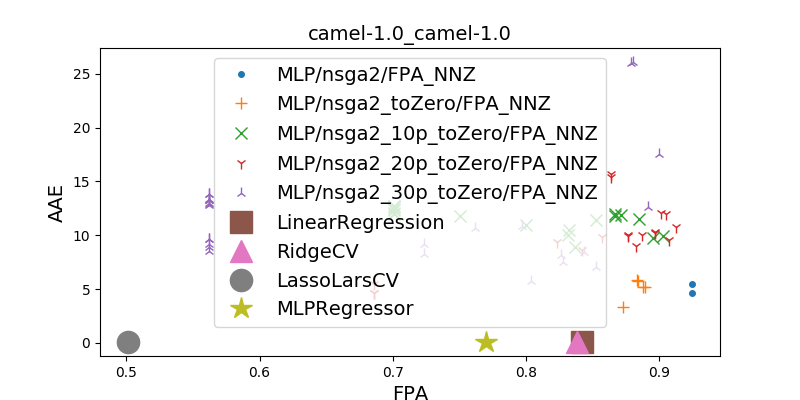 camel-1.0_camel-1.0
AAE
25
20
15
10
5
0
MLP/nsga2/FPA_NNZ
MLP/nsga2_toZero/FPA_NNZ
MLP/nsga2_10p_toZero/FPA_NNZ
MLP/nsga2_20p_toZero/FPA_NNZ
MLP/nsga2_30p_toZero/FPA_NNZ
LinearRegression
RidgeCV
LassoLarsCV
MLPRegressor
0.5 0.6 0.7 0.8 0.9
FPA